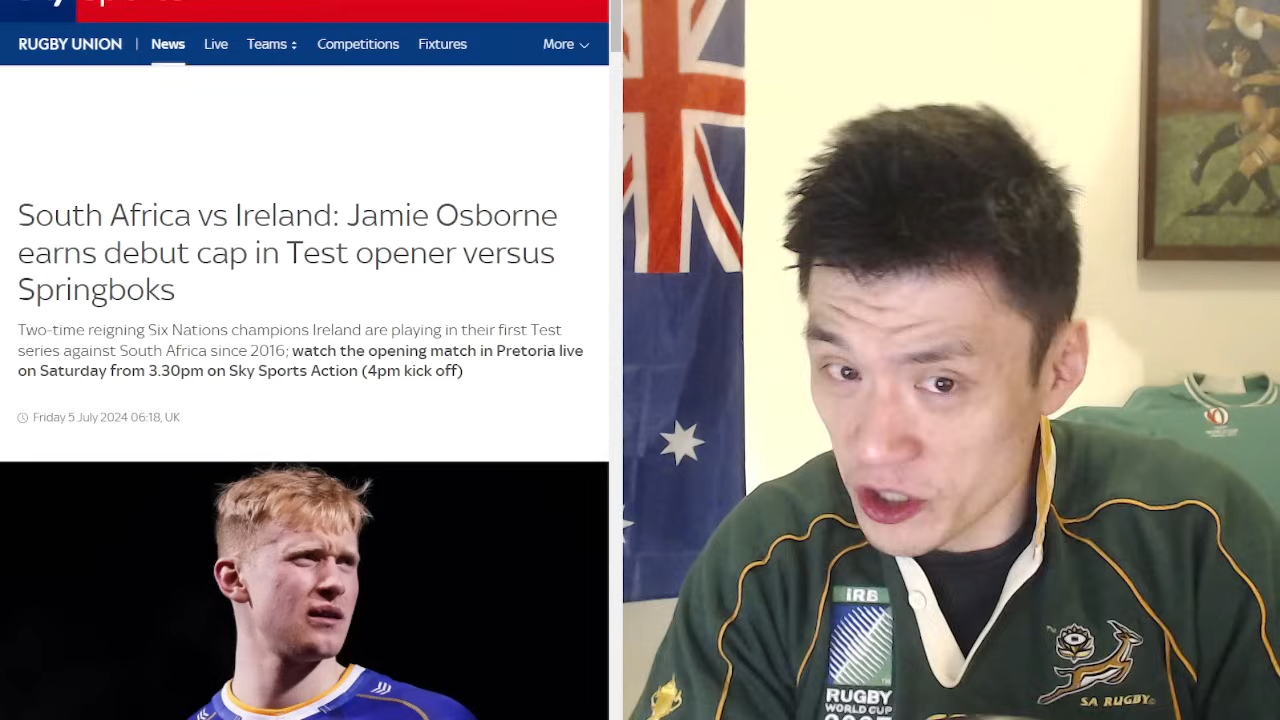 RUGBY UNION | News Live Teams Competitions Fixtures More
South Africa vs Ireland: Jamie Osborne
earns debut cap in Test opener versus
Springboks
Two-time reigning Six Nations champions Ireland are playing in their first Test
series against South Africa since 2016; watch the opening match in Pretoria live
on Saturday from 3.30pm on Sky Sports Action (4pm kick off)
Friday 5 July 2024 06:18, UK
iRB
RUGBY
WORLD CUP
SA RUGBY